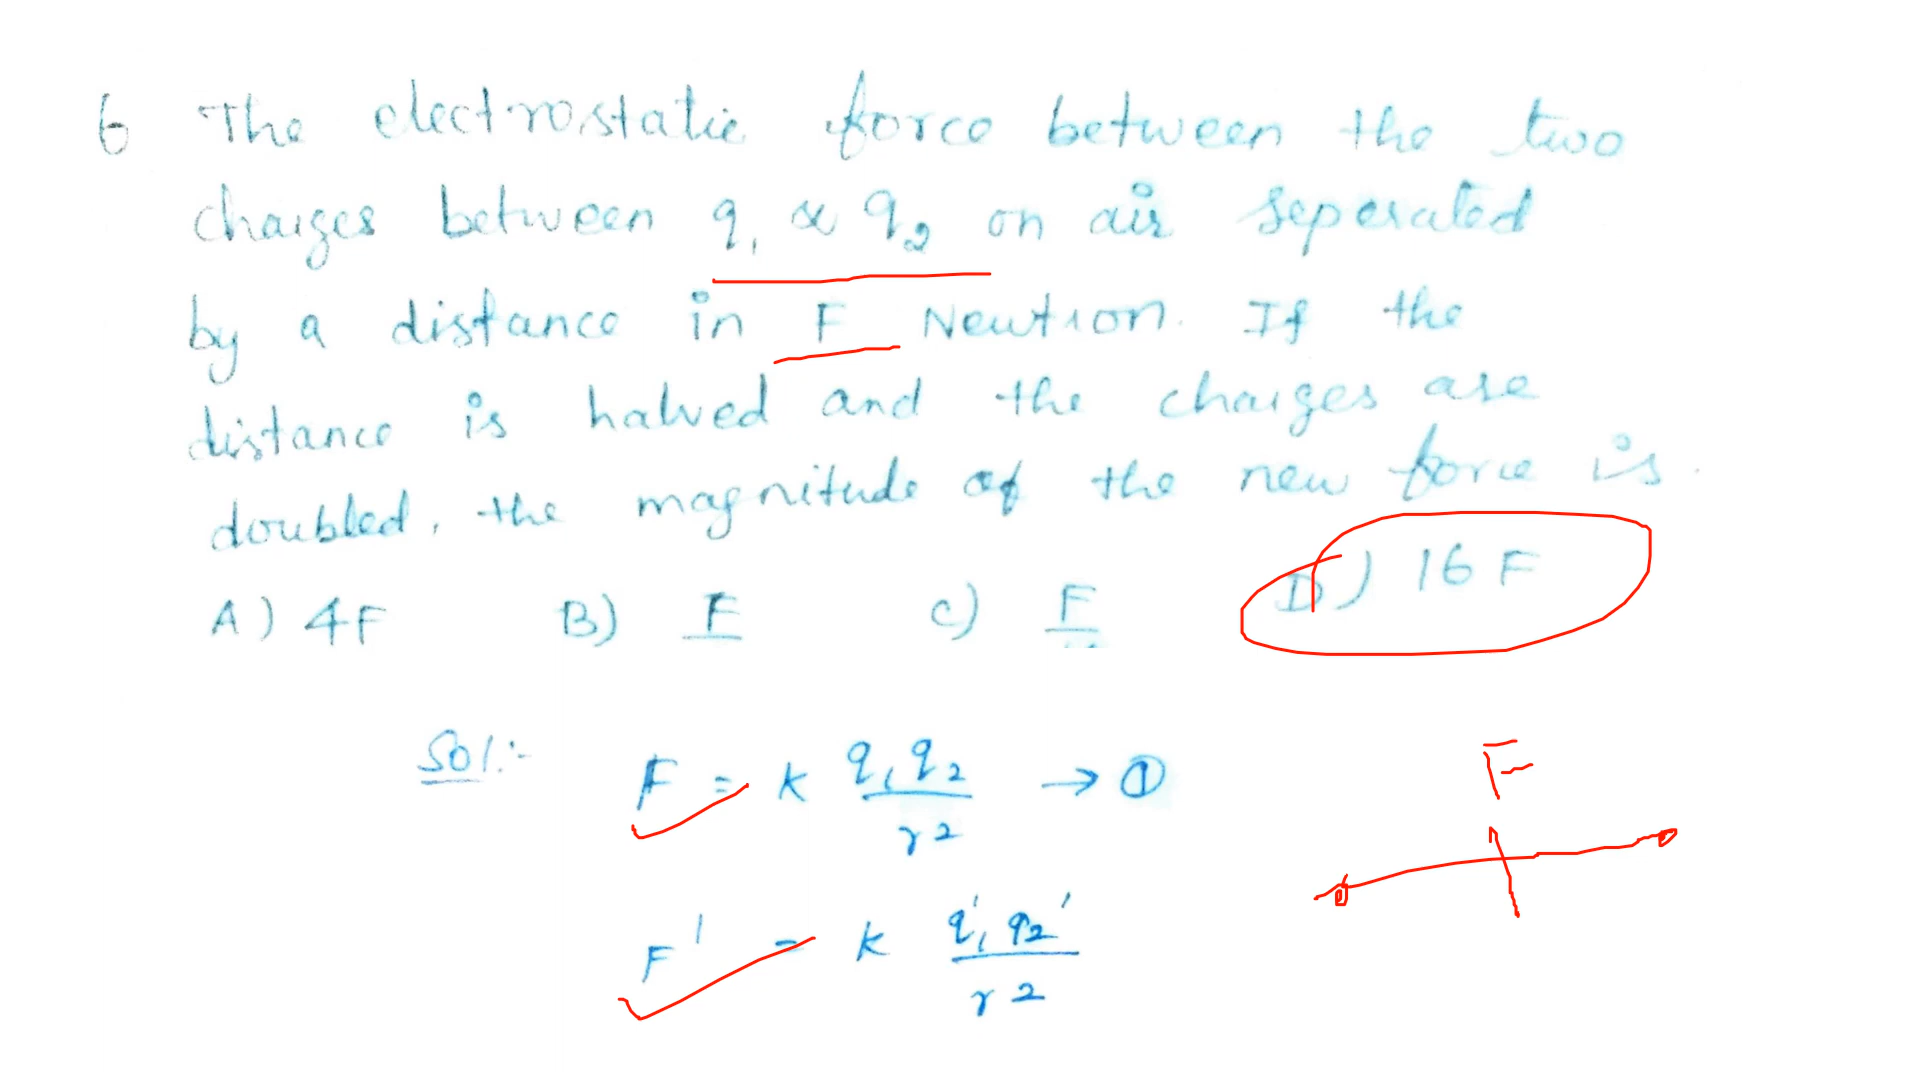 6 The electrostatic force between the two
charges between q1 & q2 on air seperated
by a distance in F Newtron. If the
distance is halved and the charges are
doubled, the magnitude of the new force is.
A) 4F B) F C) F D) 16F
Sol:- F = k q1q2/r2 → ①
F
F' = k q1'q2'/r2